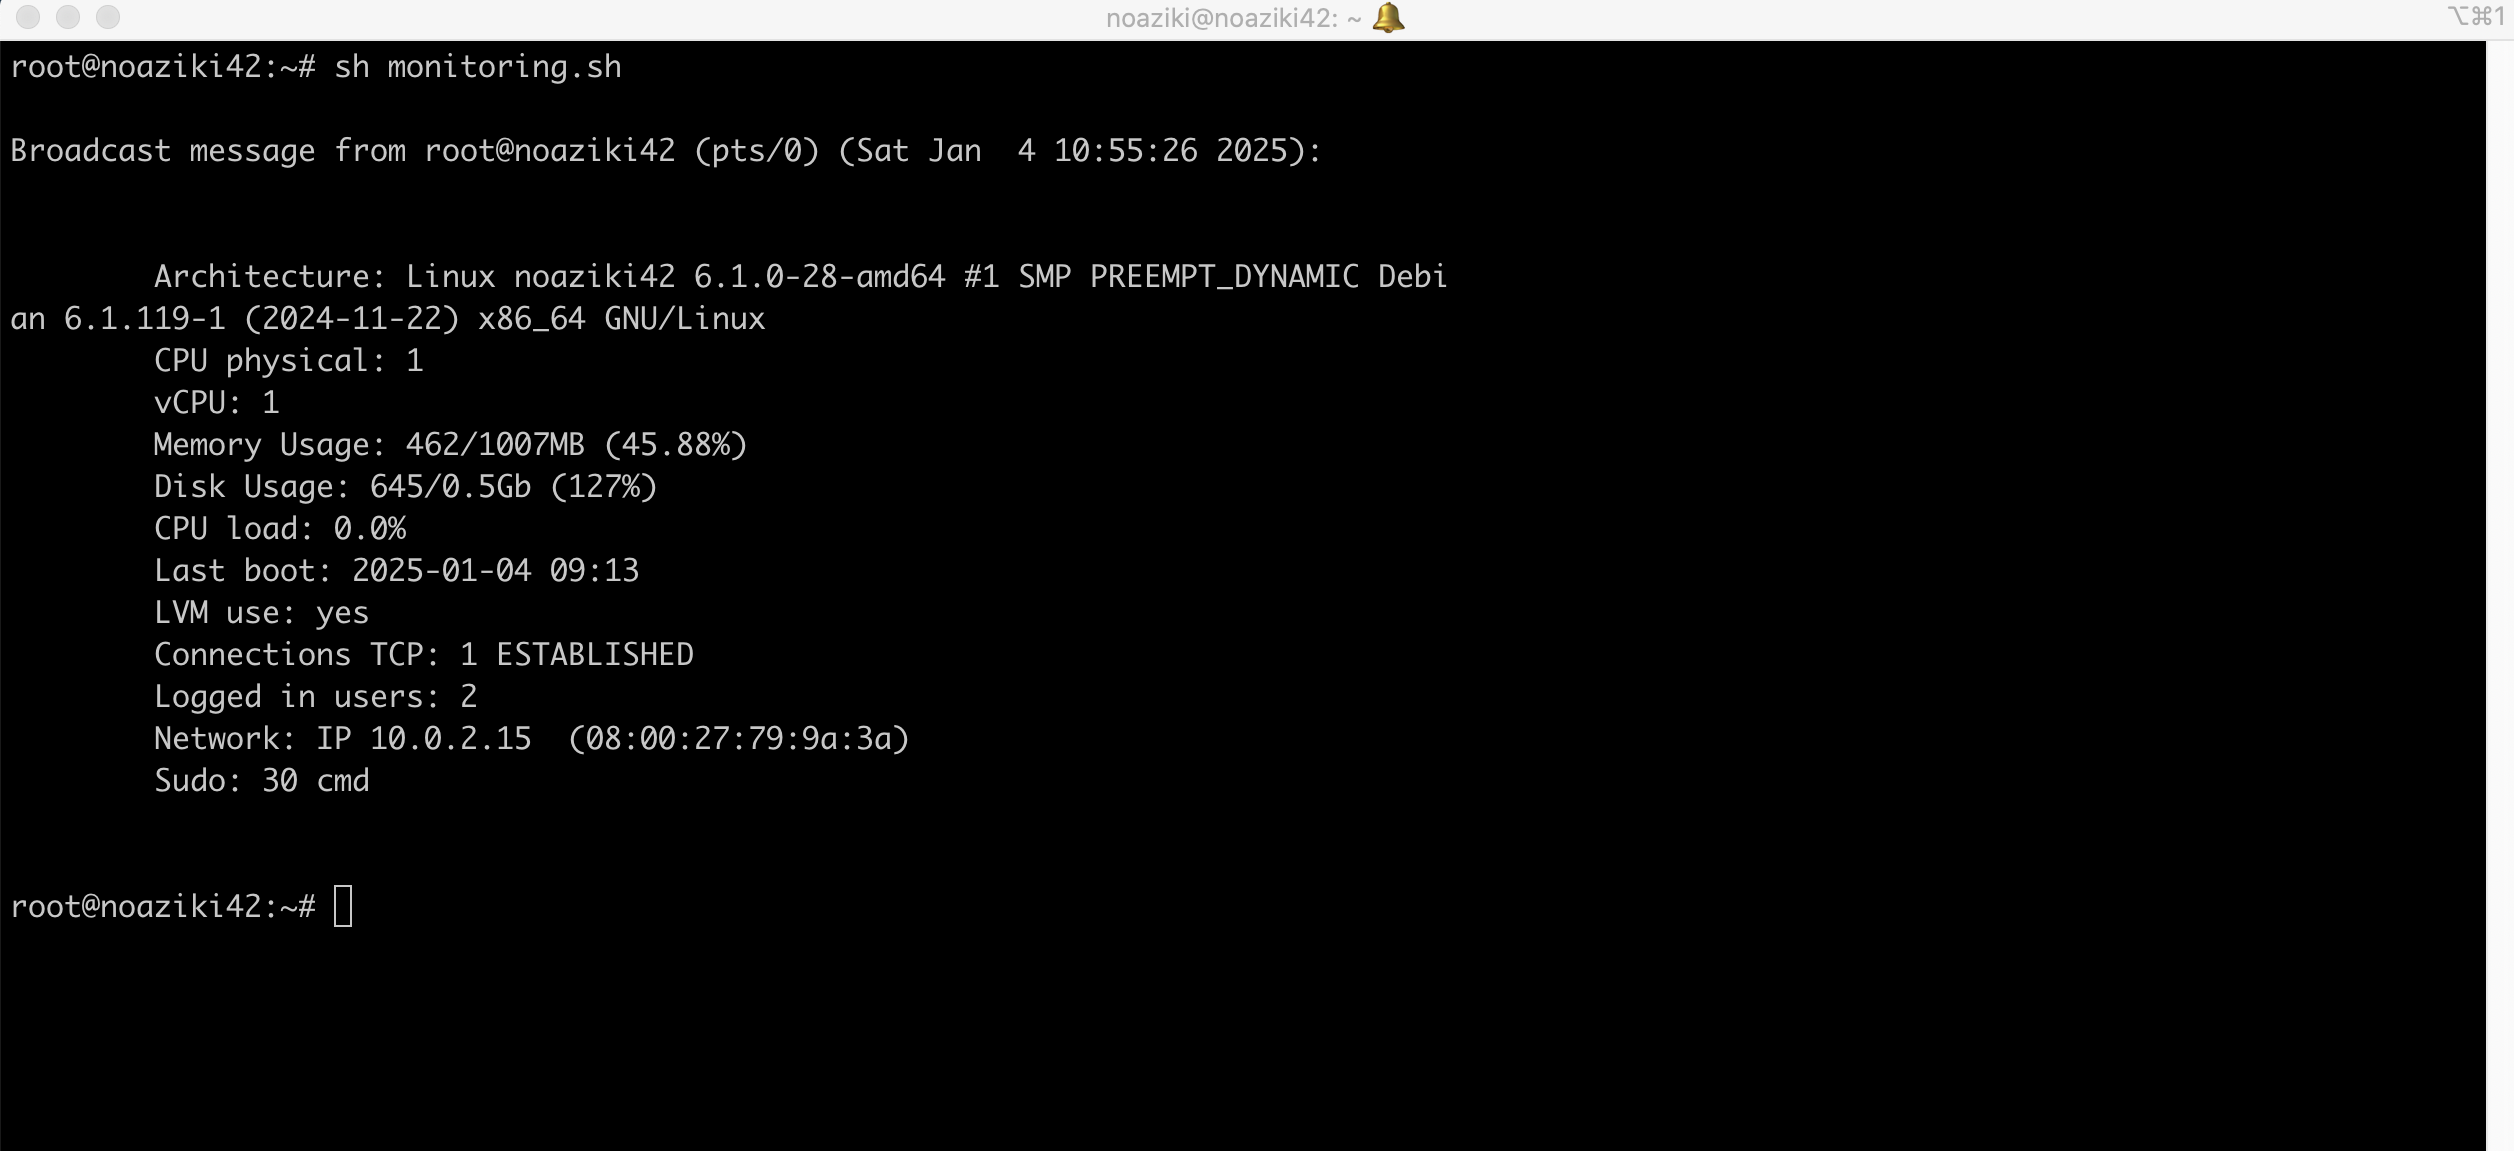 noaziki@noaziki42: ~ 🔔
⌥⌘1
root@noaziki42:~# sh monitoring.sh
Broadcast message from root@noaziki42 (pts/0) (Sat Jan  4 10:55:26 2025):
Architecture: Linux noaziki42 6.1.0-28-amd64 #1 SMP PREEMPT_DYNAMIC Debi
an 6.1.119-1 (2024-11-22) x86_64 GNU/Linux
CPU physical: 1
vCPU: 1
Memory Usage: 462/1007MB (45.88%)
Disk Usage: 645/0.5Gb (127%)
CPU load: 0.0%
Last boot: 2025-01-04 09:13
LVM use: yes
Connections TCP: 1 ESTABLISHED
Logged in users: 2
Network: IP 10.0.2.15  (08:00:27:79:9a:3a)
Sudo: 30 cmd
root@noaziki42:~#